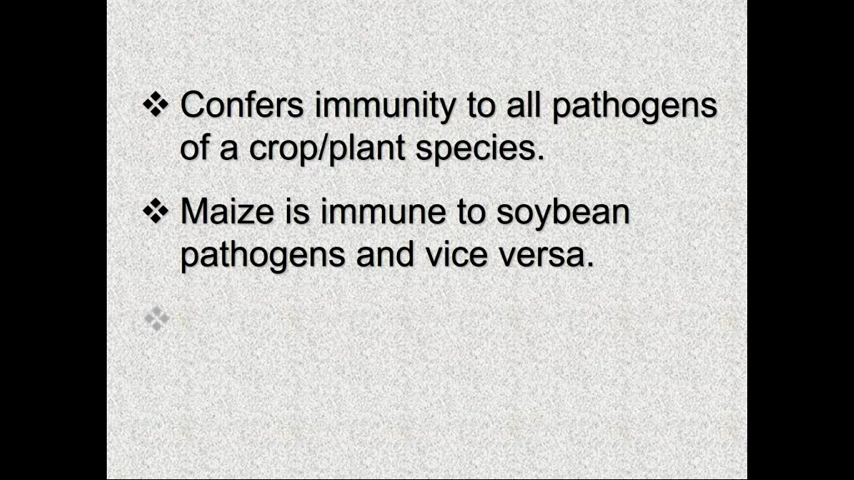 ❖ Confers immunity to all pathogens
of a crop/plant species.
❖ Maize is immune to soybean
pathogens and vice versa.
❖